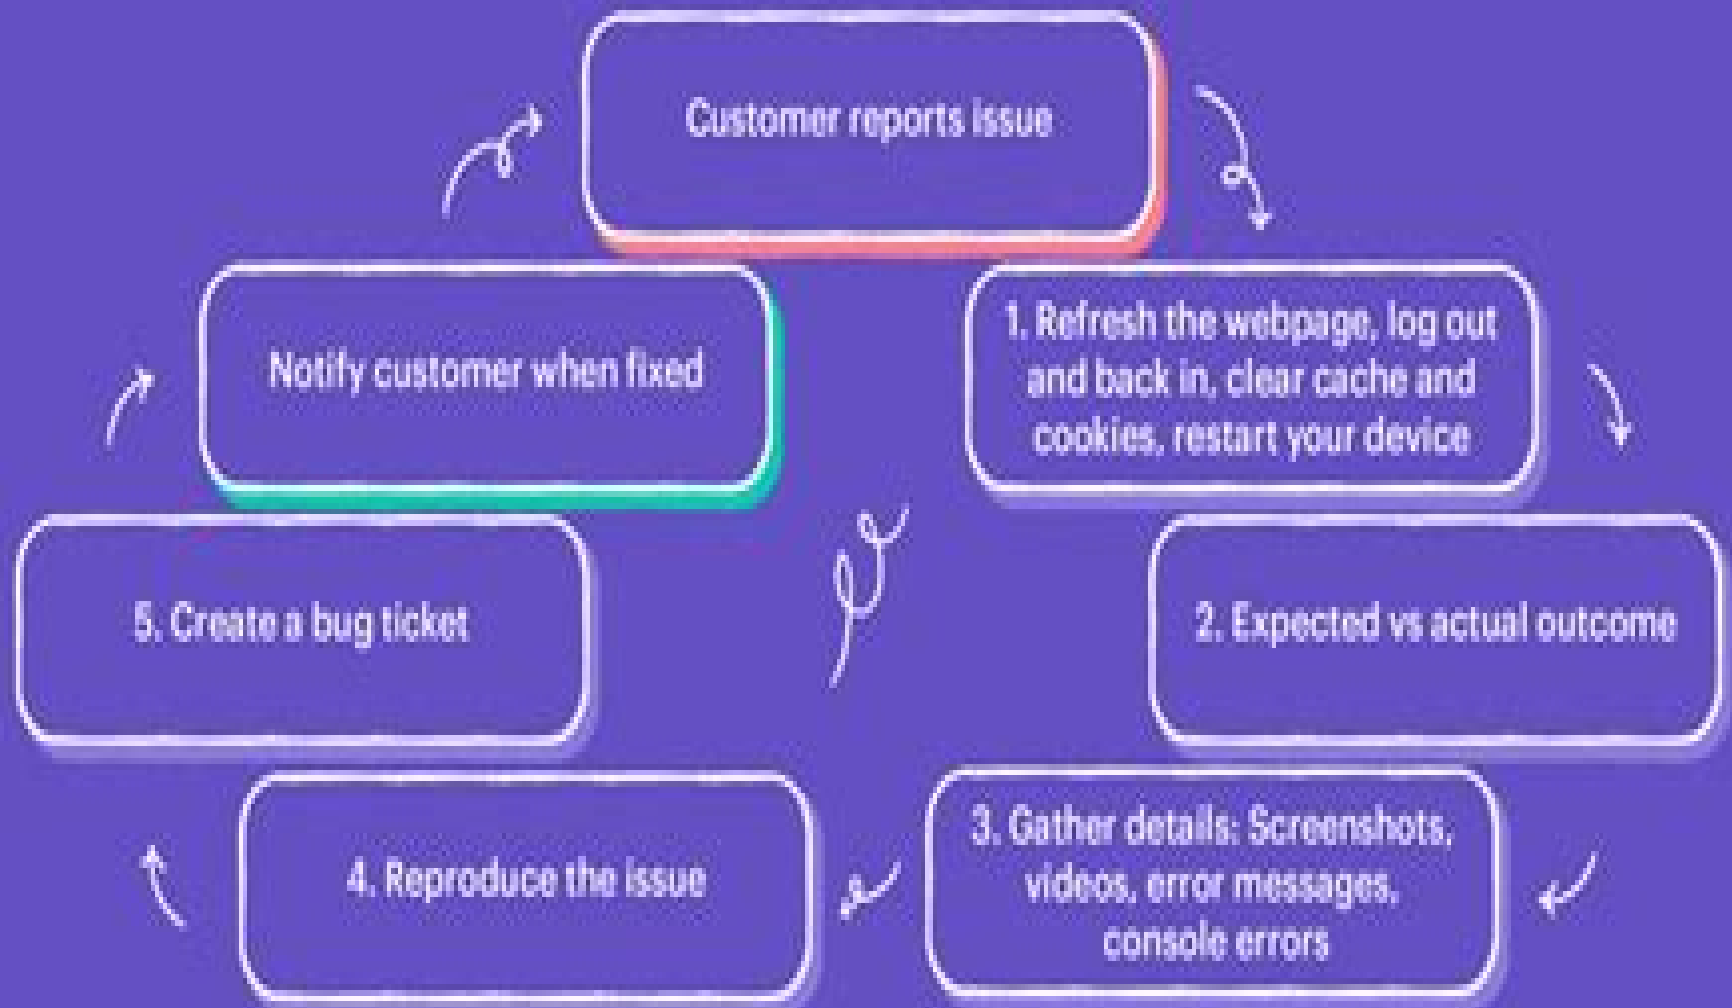 Customer reports issue
1. Refresh the webpage, log out
and back in, clear cache and
cookies, restart your device
2. Expected vs actual outcome
3. Gather details: Screenshots,
videos, error messages,
console errors
4. Reproduce the issue
5. Create a bug ticket
Notify customer when fixed